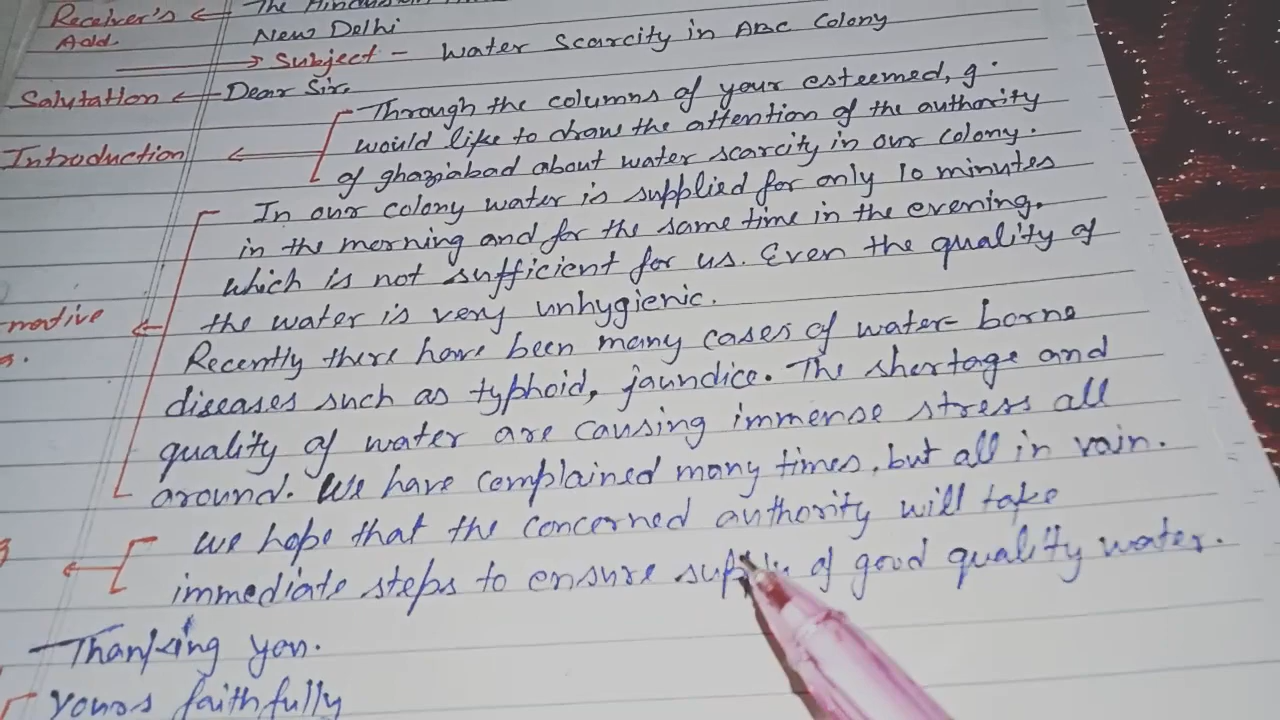 Receiver's The Hindustan
Add. New Delhi
Subject - Water Scarcity in ABC Colony
Salutation Dear Sir,
Through the columns of your esteemed, I
would like to draw the attention of the authority
Introduction of ghaziabad about water scarcity in our colony.
In our colony water is supplied for only 10 minutes
in the morning and for the same time in the evening.
which is not sufficient for us. Even the quality of
mative the water is very unhygienic.
Recently there have been many cases of water-borne
diseases such as typhoid, jaundice. The shortage and
quality of water are causing immense stress all
around. We have complained many times, but all in vain.
We hope that the concerned authority will take
immediate steps to ensure supply of good quality water.
Thanking you.
Yours faithfully